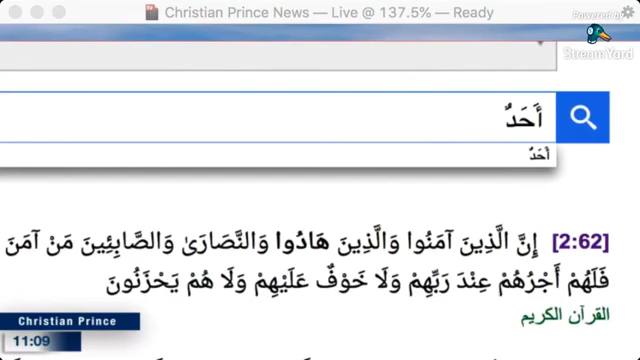 Christian Prince News — Live @ 137.5% — Ready
Powered by
StreamYard
أَحَدٌ
أَحَدٌ
[2:62] إِنَّ الَّذِينَ آمَنُوا وَالَّذِينَ هَادُوا وَالنَّصَارَىٰ وَالصَّابِئِينَ مَنْ آمَنَ
فَلَهُمْ أَجْرُهُمْ عِنْدَ رَبِّهِمْ وَلَا خَوْفٌ عَلَيْهِمْ وَلَا هُمْ يَحْزَنُونَ
القرآن الكريم
Christian Prince
11:09